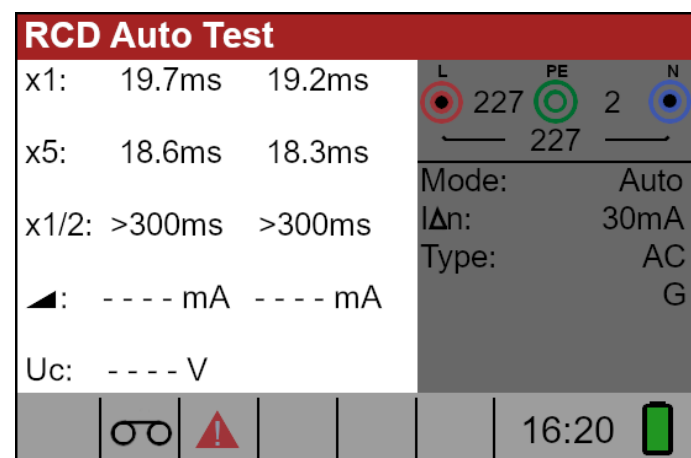 RCD Auto Test
x1: 19.7ms 19.2ms
x5: 18.6ms 18.3ms
x1/2: >300ms >300ms
◢: - - - - mA - - - - mA
Uc: - - - - V
L PE N
227 2
227
Mode: Auto
IΔn: 30mA
Type: AC
G
16:20